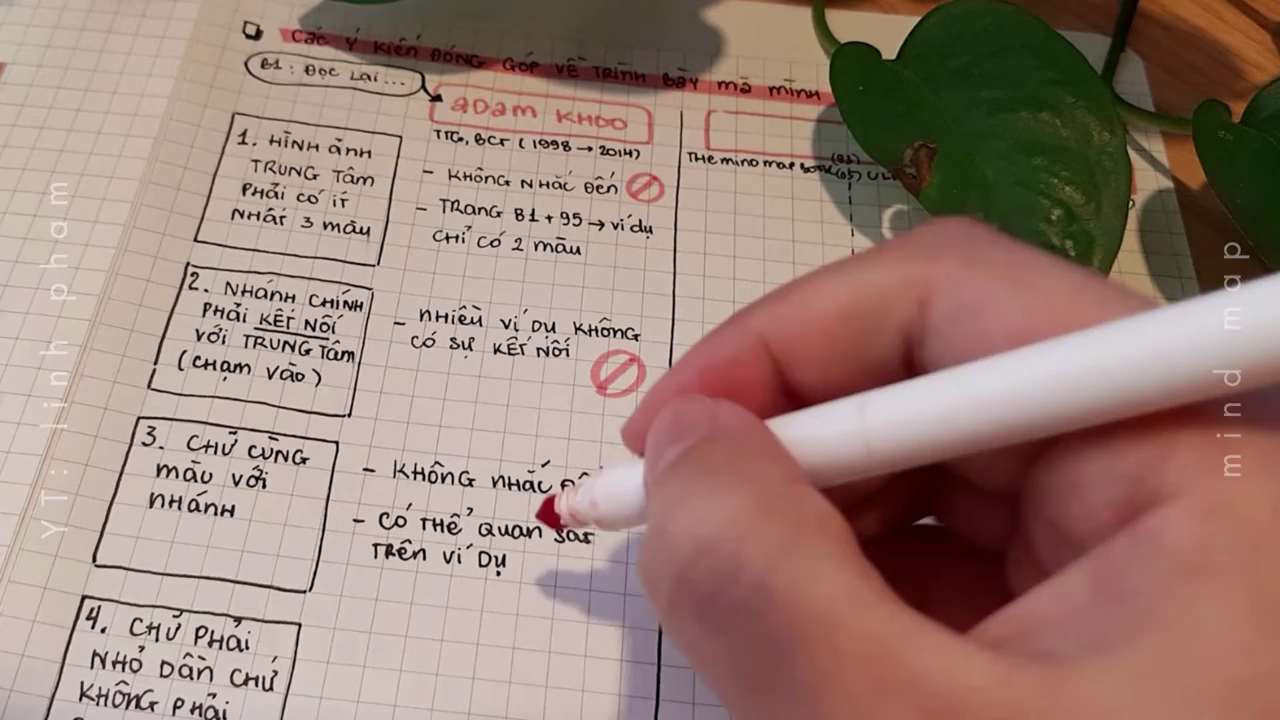 Các ý kiến đóng góp về trình bày mà mình
B1: Đọc lại...
ADAM KHOO
TTG, BCT (1998 → 2014)
1. Hình ảnh
trung tâm
phải có ít
nhất 3 màu
- Không nhắc đến
- Trang 81 + 95 → ví dụ
chỉ có 2 màu
The mind map book
2. Nhánh chính
phải kết nối
với trung tâm
(chạm vào)
- Nhiều ví dụ không
có sự kết nối
3. Chữ cùng
màu với
nhánh
- Không nhắc
- Có thể quan sát
trên ví dụ
4. Chữ phải
nhỏ dần chứ
không phải
YT: linh pham
mind map